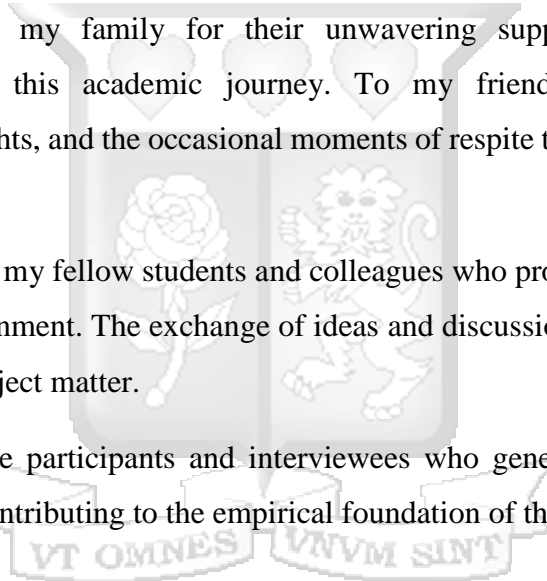 my family for their unwavering supp
this academic journey. To my friend
hts, and the occasional moments of respite t
my fellow students and colleagues who pro
nment. The exchange of ideas and discussio
ject matter.
e participants and interviewees who gene
ntributing to the empirical foundation of th
VT OMNES VNVM SINT